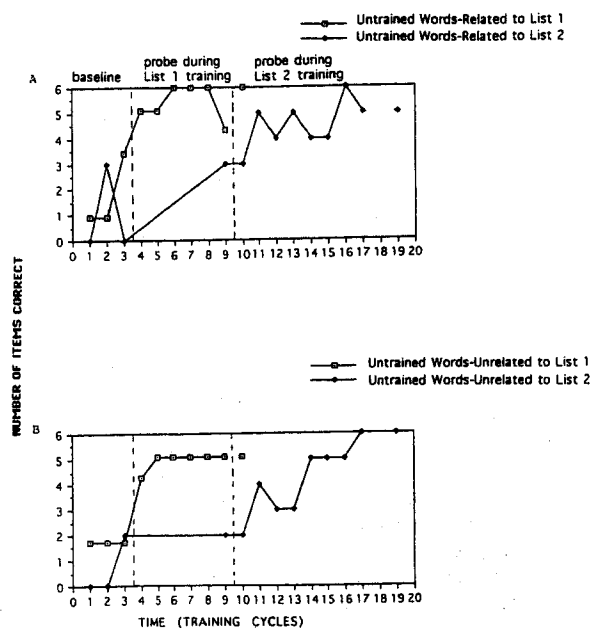 Untrained Words-Related to List 1
Untrained Words-Related to List 2
A
baseline
probe during
List 1 training
probe during
List 2 training
6
5
4
3
2
1
0
0 1 2 3 4 5 6 7 8 9 10 11 12 13 14 15 16 17 18 19 20
NUMBER OF ITEMS CORRECT
Untrained Words-Unrelated to List 1
Untrained Words-Unrelated to List 2
B
6
5
4
3
2
1
0
0 1 2 3 4 5 6 7 8 9 10 11 12 13 14 15 16 17 18 19 20
TIME (TRAINING CYCLES)